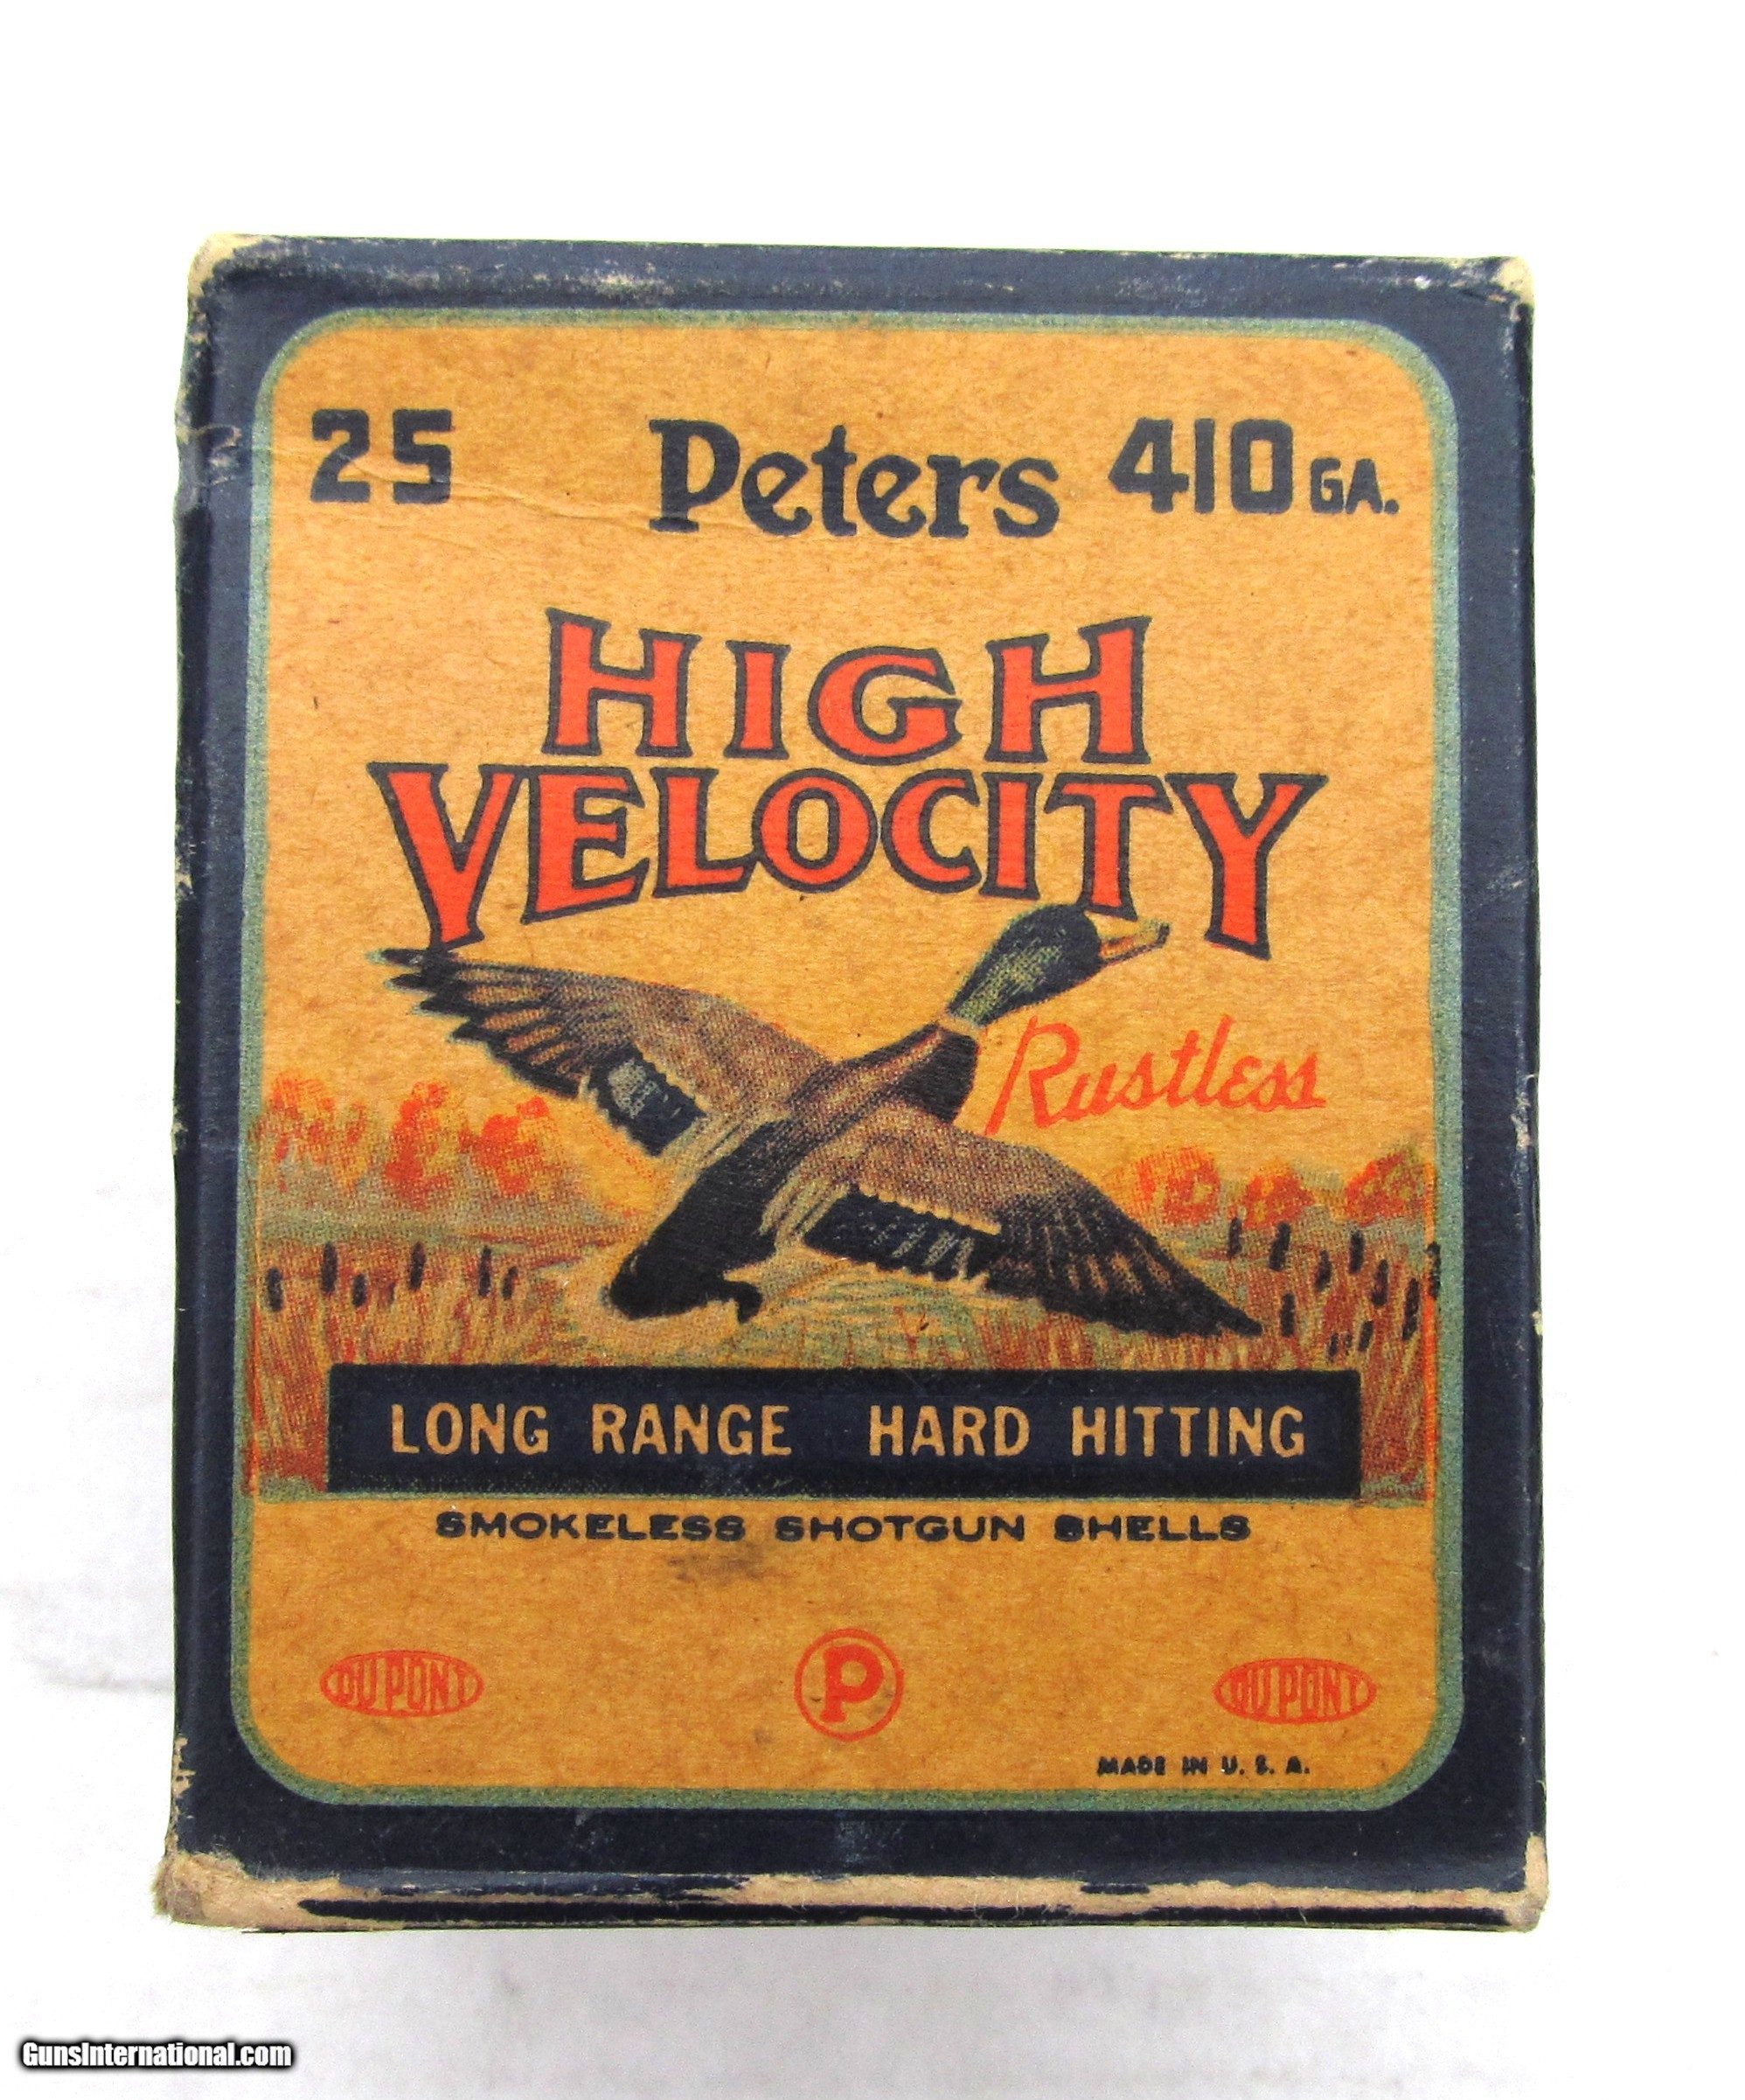 25 Peters 410 GA.
HIGH
VELOCITY
Rustless
LONG RANGE HARD HITTING
SMOKELESS SHOTGUN SHELLS
DU PONT P DU PONT
MADE IN U. S. A.
GunsInternational.com